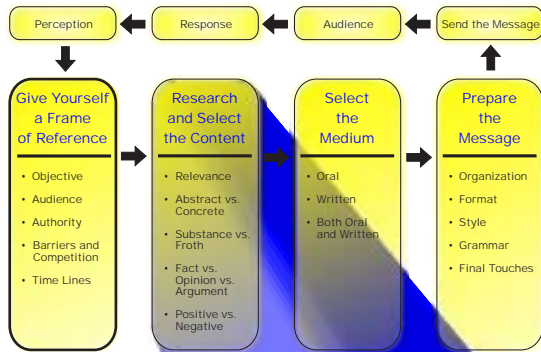 Perception
Response
Audience
Send the Message
Give Yourself
a Frame
of Reference
• Objective
• Audience
• Authority
• Barriers and
Competition
• Time Lines
Research
and Select
the Content
• Relevance
• Abstract vs.
Concrete
• Substance vs.
Froth
• Fact vs.
Opinion vs.
Argument
• Positive vs.
Negative
Select
the
Medium
• Oral
• Written
• Both Oral
and Written
Prepare
the
Message
• Organization
• Format
• Style
• Grammar
• Final Touches